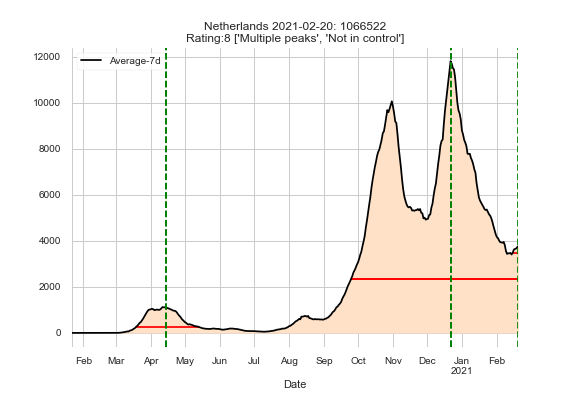 Netherlands 2021-02-20: 1066522
Rating:8 ['Multiple peaks', 'Not in control']
Average-7d
12000
10000
8000
6000
4000
2000
0
Feb Mar Apr May Jun Jul Aug Sep Oct Nov Dec Jan Feb
2021
Date